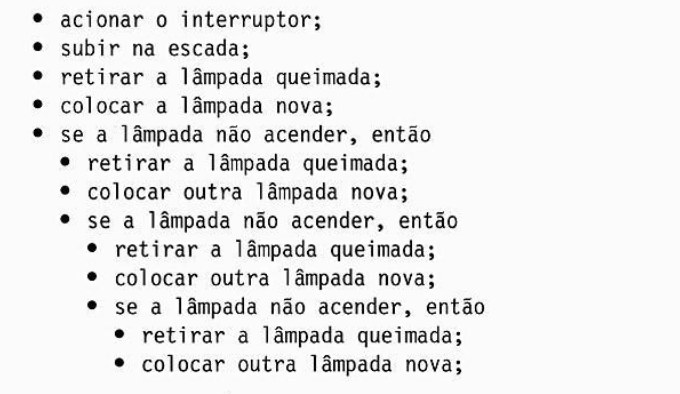 • acionar o interruptor;
• subir na escada;
• retirar a lâmpada queimada;
• colocar a lâmpada nova;
• se a lâmpada não acender, então
• retirar a lâmpada queimada;
• colocar outra lâmpada nova;
• se a lâmpada não acender, então
• retirar a lâmpada queimada;
• colocar outra lâmpada nova;
• se a lâmpada não acender, então
• retirar a lâmpada queimada;
• colocar outra lâmpada nova;